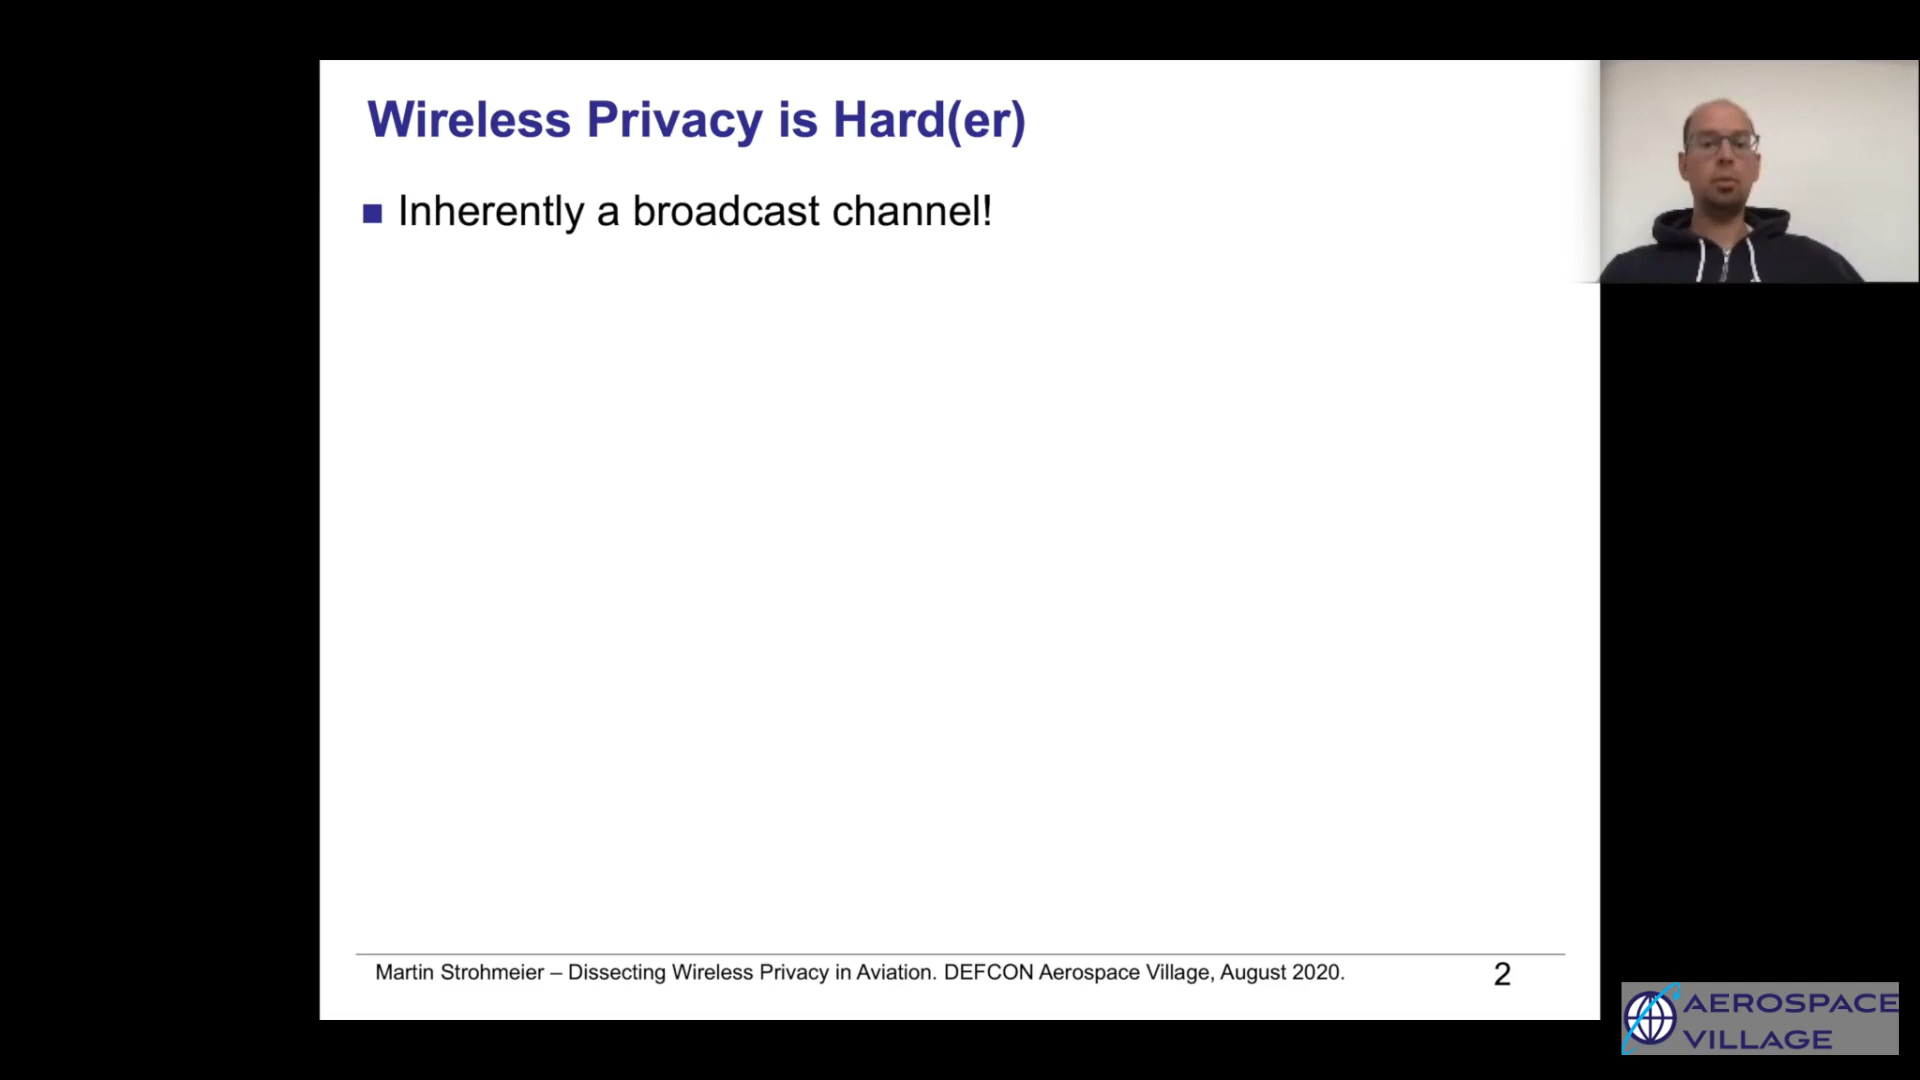 Wireless Privacy is Hard(er)
Inherently a broadcast channel!
Martin Strohmeier – Dissecting Wireless Privacy in Aviation. DEFCON Aerospace Village, August 2020.
2
AEROSPACE
VILLAGE